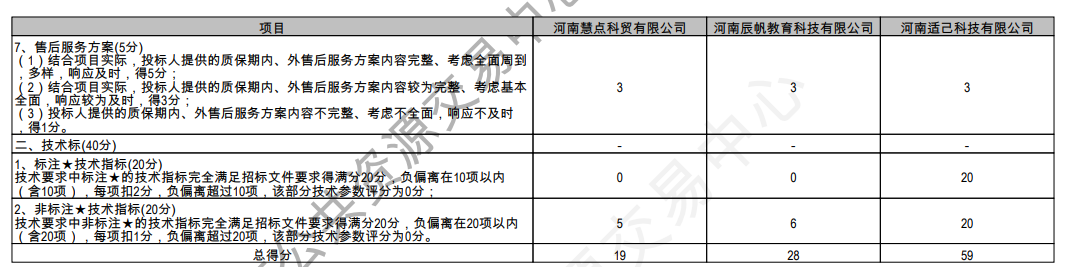 项目 河南慧点科贸有限公司 河南辰帆教育科技有限公司 河南适己科技有限公司
7、售后服务方案(5分)
（1）结合项目实际，投标人提供的质保期内、外售后服务方案内容完整、考虑全面周到
，多样，响应及时，得5分；
（2）结合项目实际，投标人提供的质保期内、外售后服务方案内容较为完整、考虑基本
全面，响应较为及时，得3分；
（3）投标人提供的质保期内、外售后服务方案内容不完整、考虑不全面，响应不及时
，得1分。
3 3 3
二、技术标(40分) - - -
1、标注★技术指标(20分)
技术要求中标注★的技术指标完全满足招标文件要求得满分20分，负偏离在10项以内
（含10项），每项扣2分，负偏离超过10项，该部分技术参数评分为0分；
0 0 20
2、非标注★技术指标(20分)
技术要求中非标注★的技术指标完全满足招标文件要求得满分20分，负偏离在20项以内
（含20项），每项扣1分，负偏离超过20项，该部分技术参数评分为0分。
5 6 20
总得分 19 28 59
公共资源交易中心
易中心